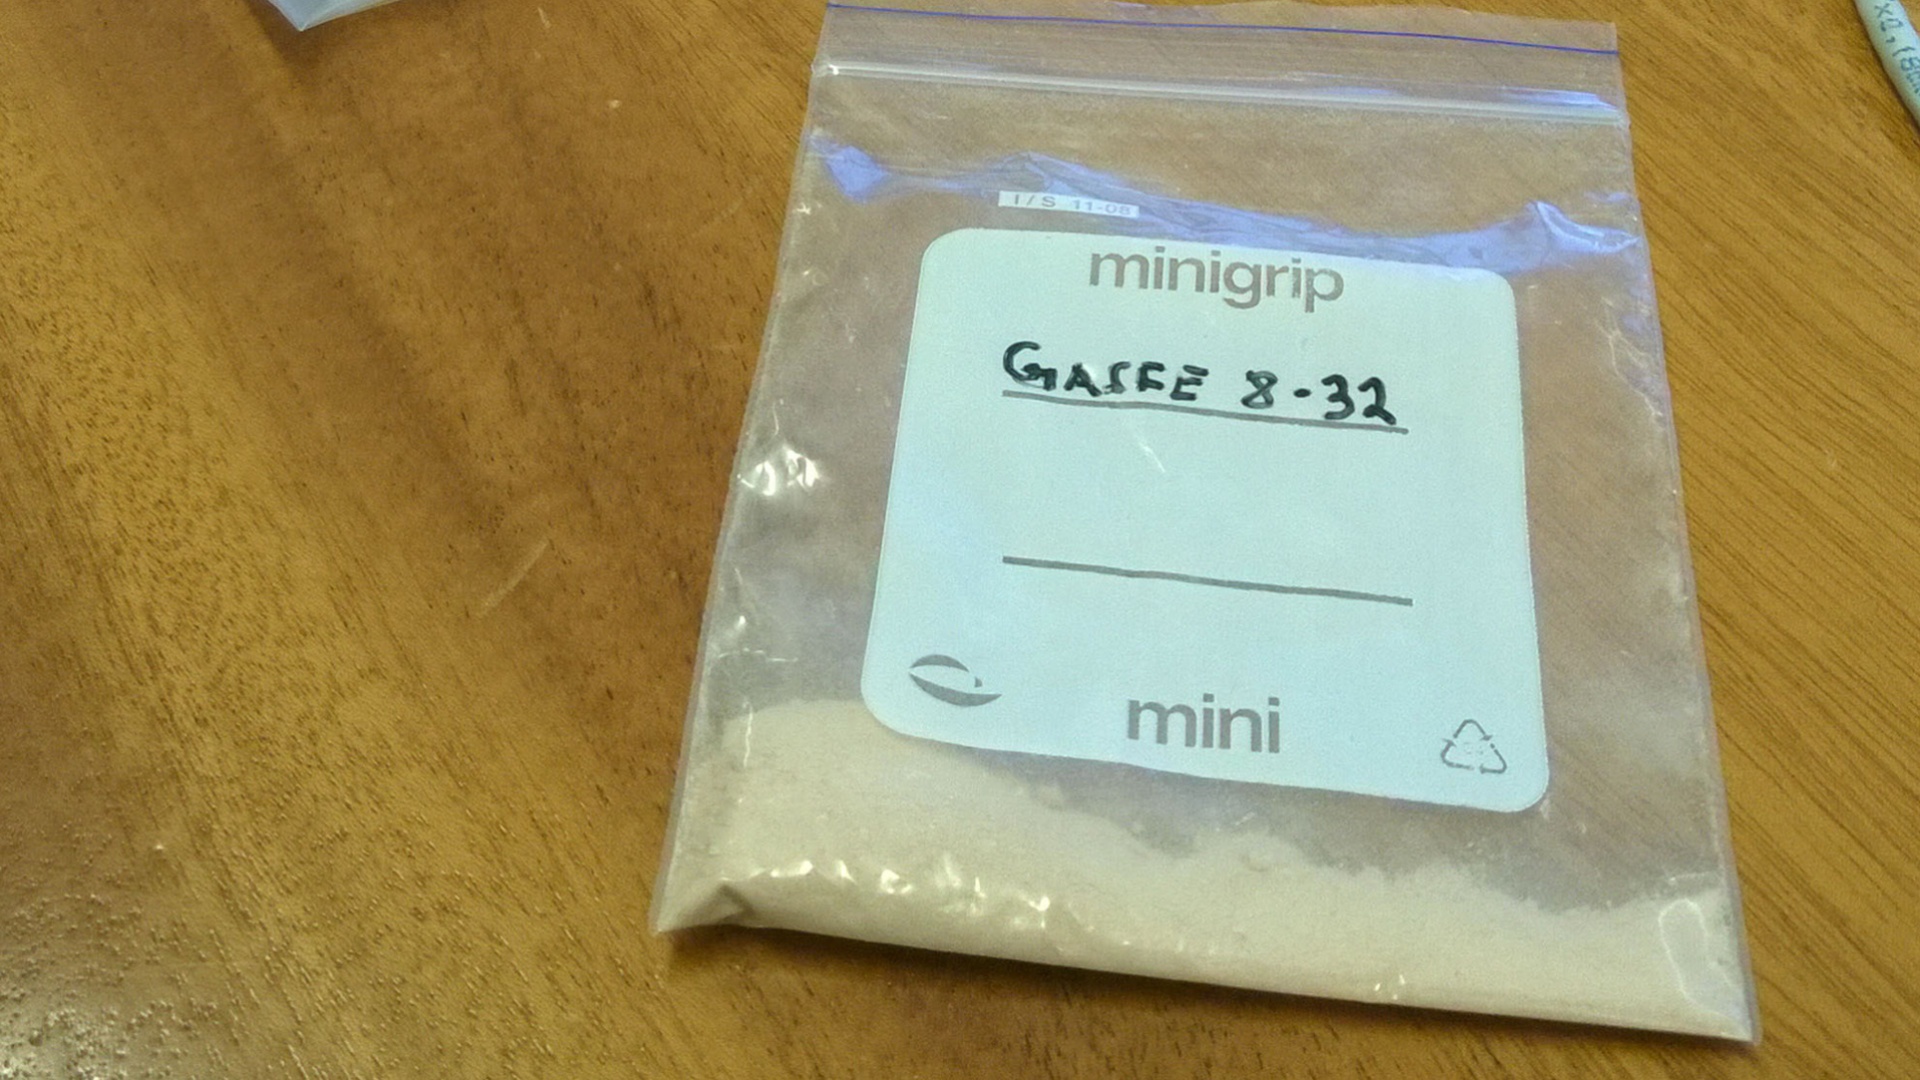 I/S 11-08
minigrip
GASFE 8-32
mini